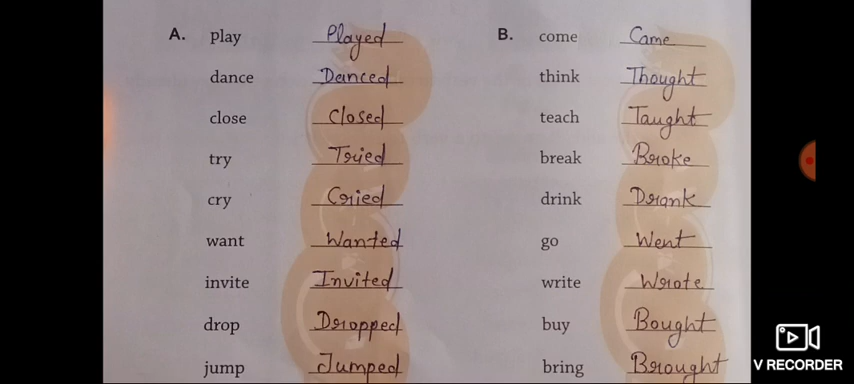 A. play Played B. come Came
dance Danced think Thought
close Closed teach Taught
try Tried break Broke
cry Cried drink Drank
want Wanted go Went
invite Invited write Wrote
drop Dropped buy Bought
jump Jumped bring Brought
V RECORDER